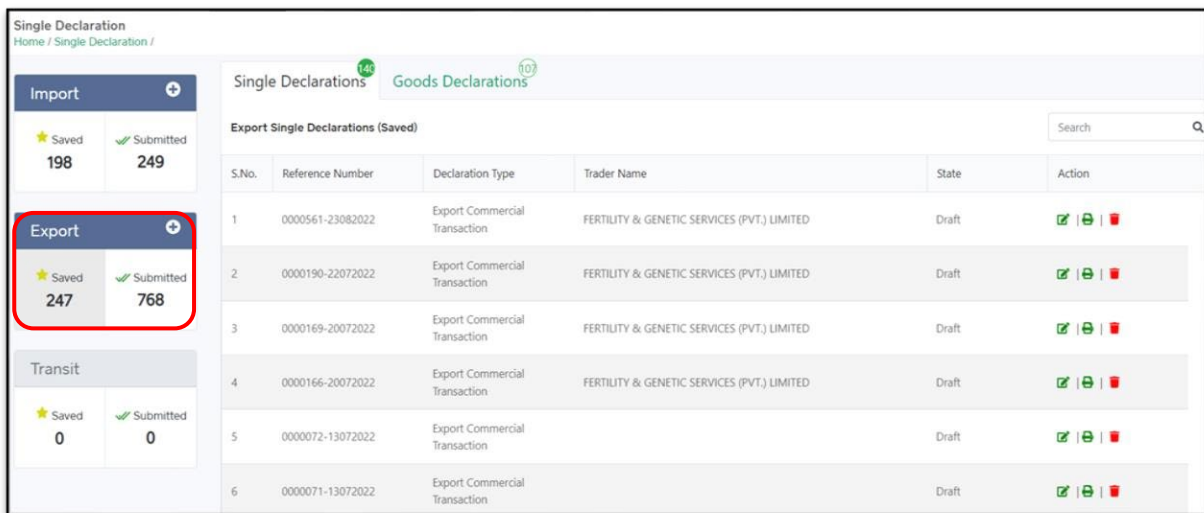 Single Declaration
Home / Single Declaration /
Import
Saved
Submitted
198
249
Export
Saved
Submitted
247
768
Transit
Saved
Submitted
0
0
Single Declarations 140
Goods Declarations 107
Export Single Declarations (Saved)
Search
S.No. Reference Number Declaration Type Trader Name State Action
1 0000561-23082022 Export Commercial Transaction FERTILITY & GENETIC SERVICES (PVT.) LIMITED Draft | |
2 0000190-22072022 Export Commercial Transaction FERTILITY & GENETIC SERVICES (PVT.) LIMITED Draft | |
3 0000169-20072022 Export Commercial Transaction FERTILITY & GENETIC SERVICES (PVT.) LIMITED Draft | |
4 0000166-20072022 Export Commercial Transaction FERTILITY & GENETIC SERVICES (PVT.) LIMITED Draft | |
5 0000072-13072022 Export Commercial Transaction Draft | |
6 0000071-13072022 Export Commercial Transaction Draft | |